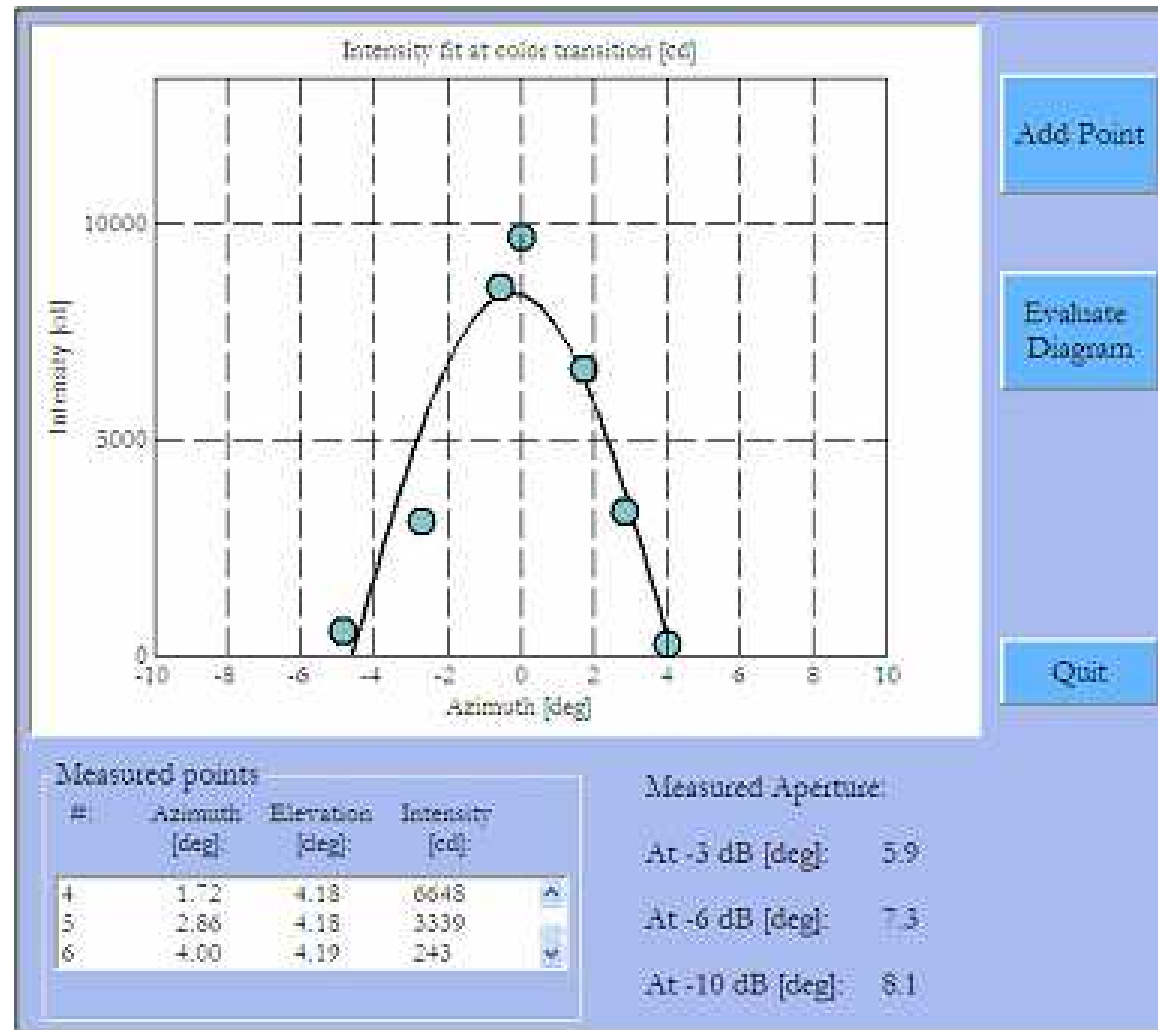 Intensity fit at color transition [cd]
Add Point
10000
Evaluate
Diagram
Intensity [cd]
5000
0
-10 -8 -6 -4 -2 0 2 4 6 8 10
Quit
Azimuth [deg]
Measured points
#: Azimuth Elevation Intensity
[deg]: [deg]: [cd]:
4 1.72 4.18 6648
5 2.86 4.18 3339
6 4.00 4.19 243
Measured Aperture:
At -3 dB [deg]: 5.9
At -6 dB [deg]: 7.3
At -10 dB [deg]: 8.1